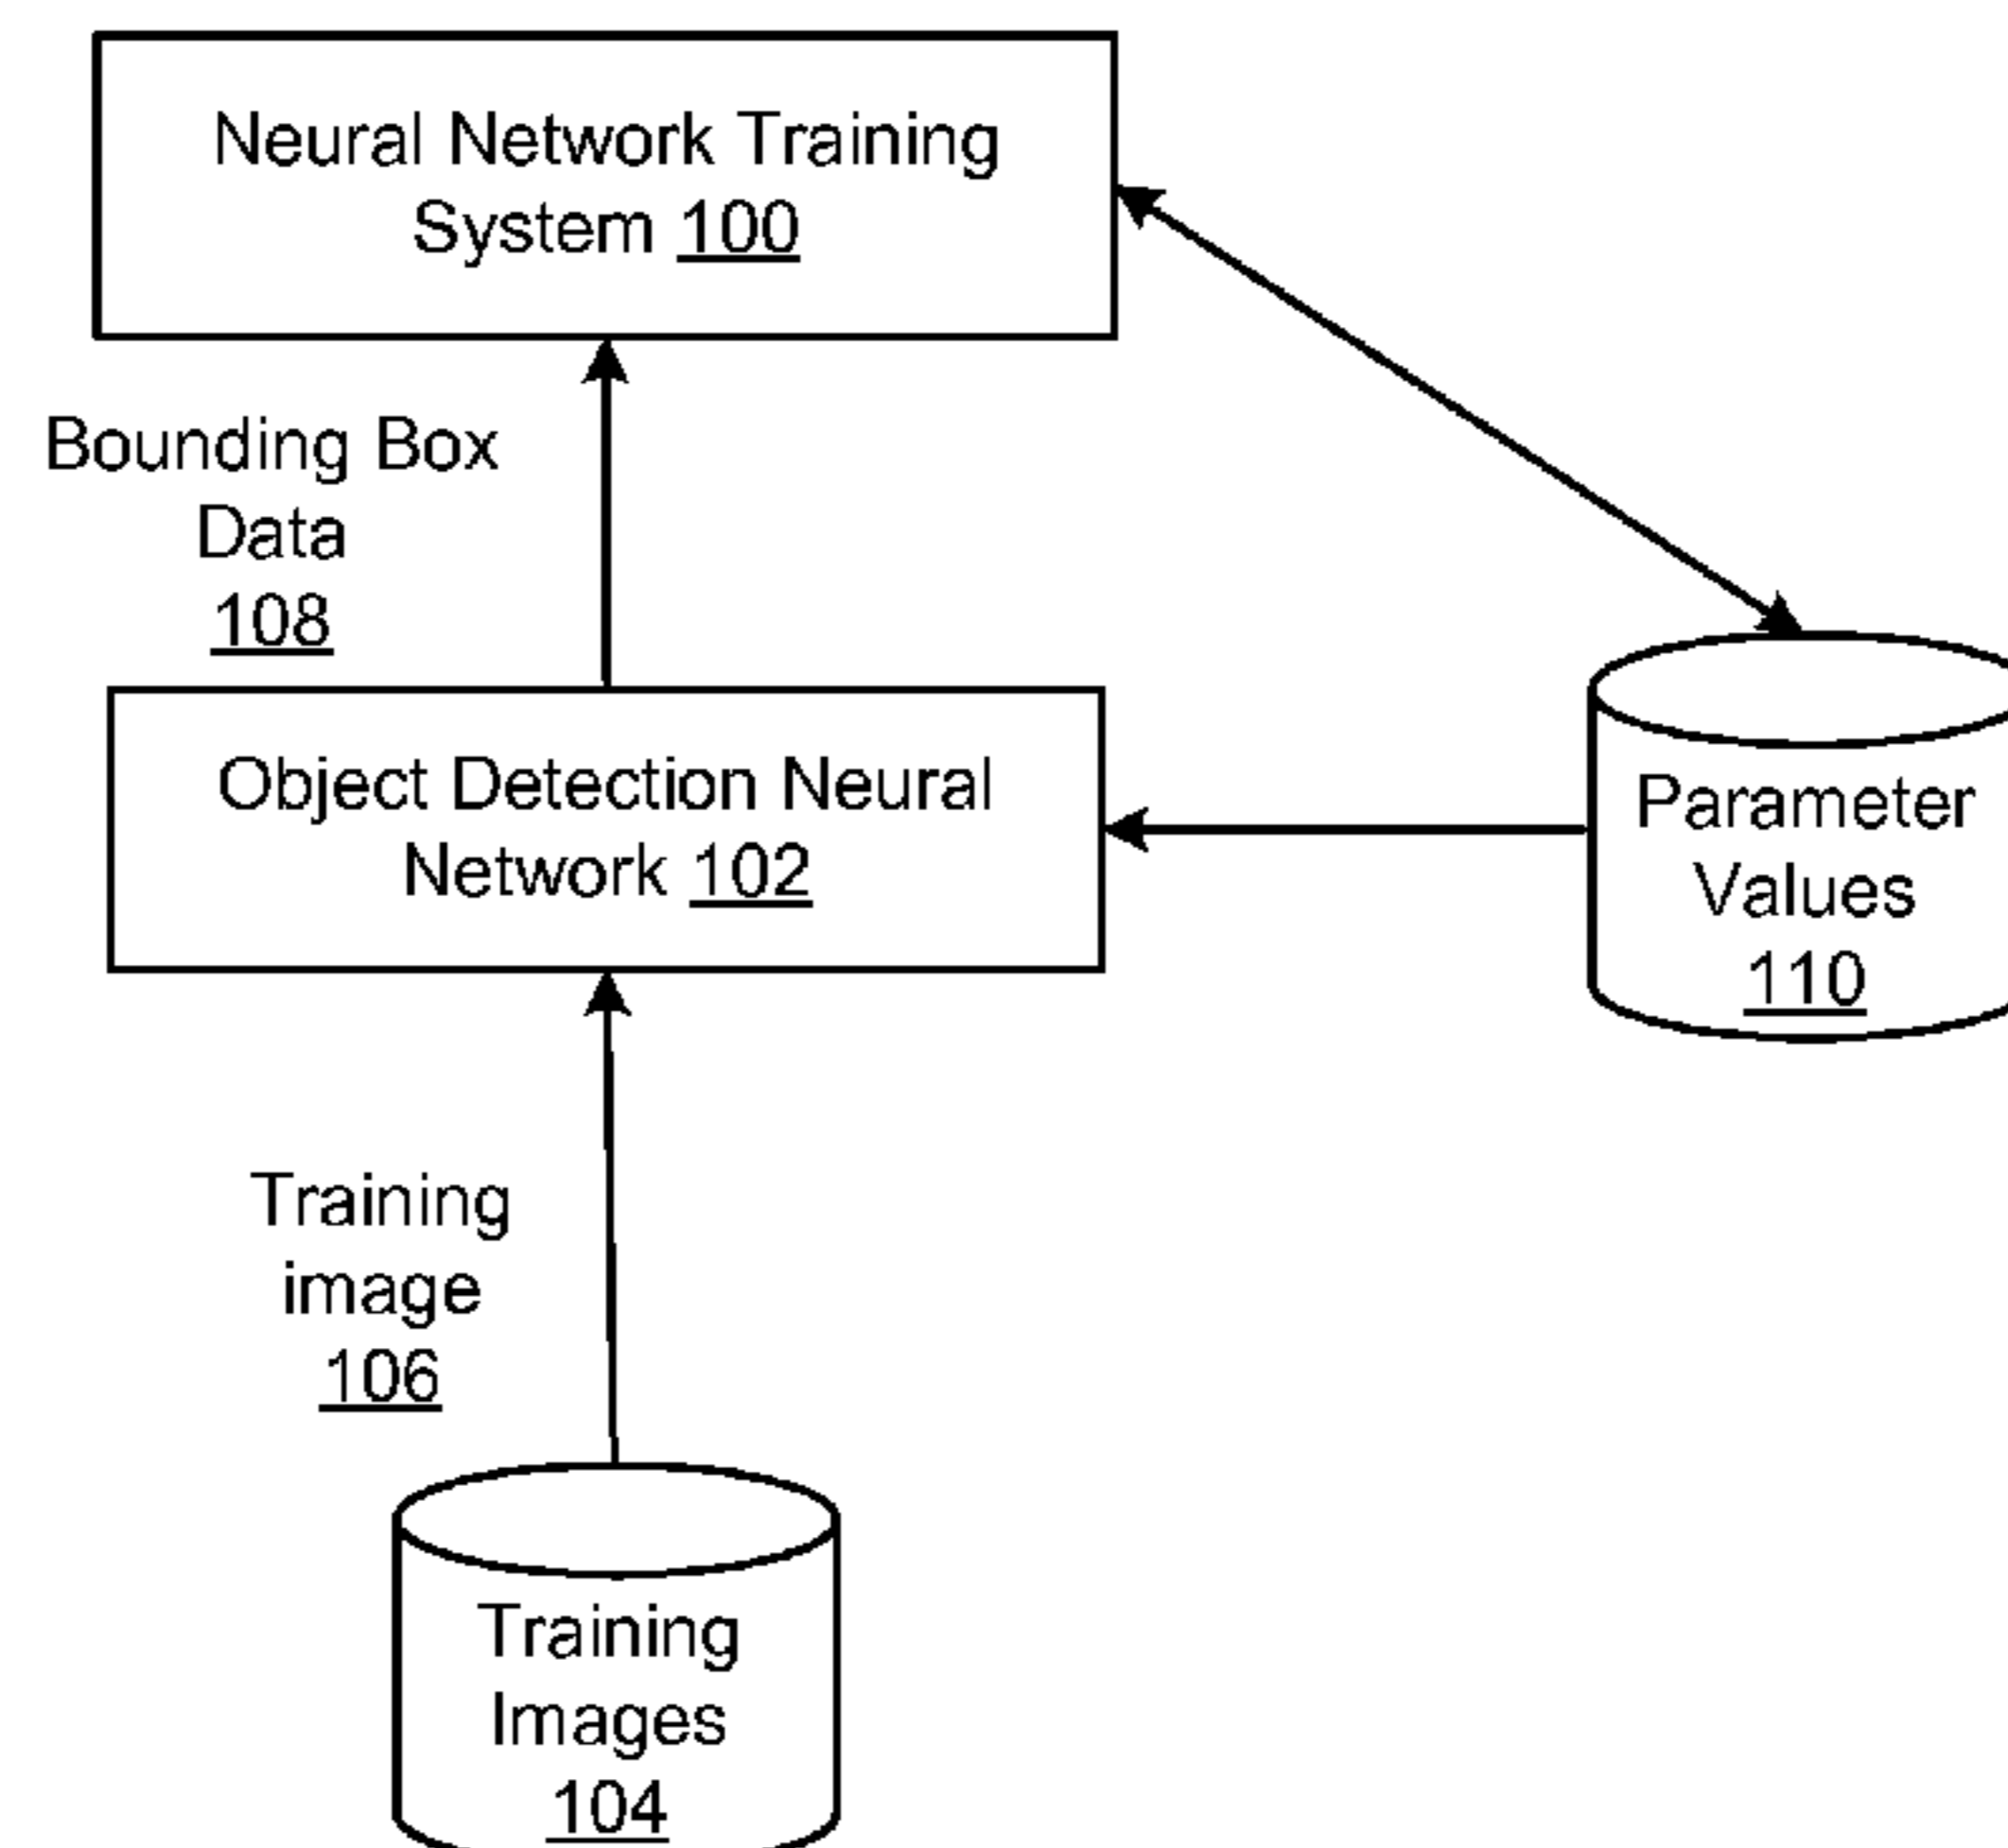 Neural Network Training
System 100
Bounding Box
Data
108
Object Detection Neural
Network 102
Parameter
Values
110
Training
image
106
Training
Images
104